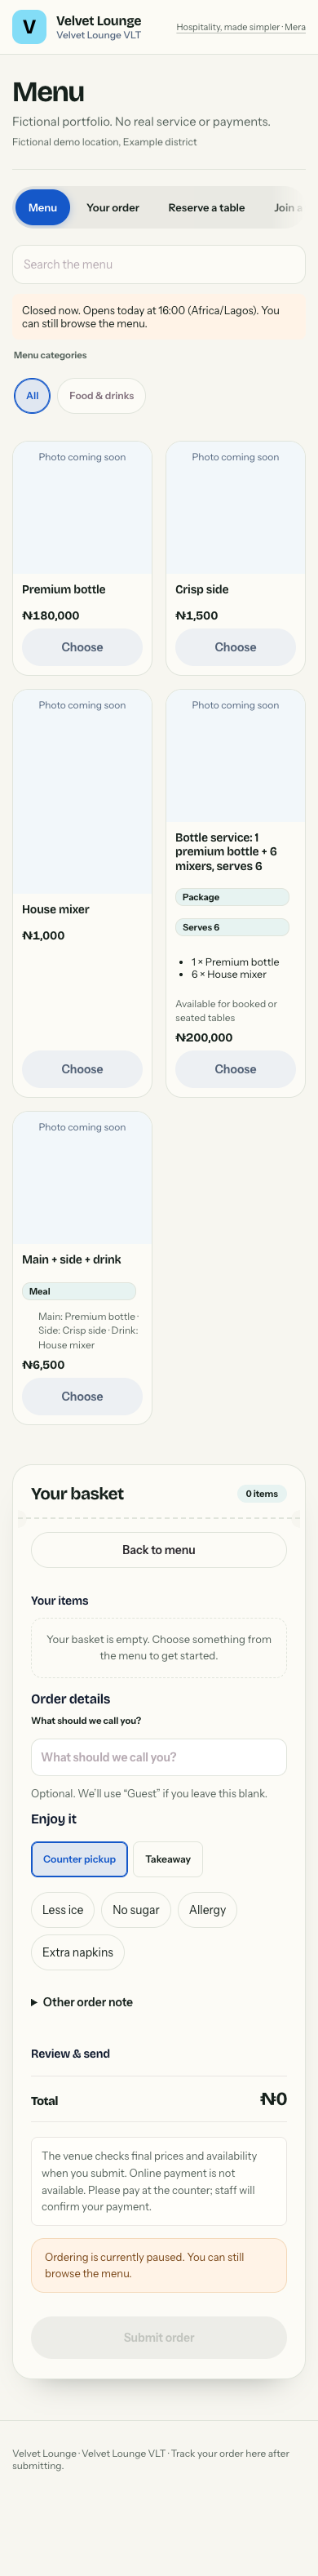 V
Velvet Lounge
Velvet Lounge VLT
Hospitality, made simpler · Mera
Menu
Fictional portfolio. No real service or payments.
Fictional demo location, Example district
Menu
Your order
Reserve a table
Join a
Search the menu
Closed now. Opens today at 16:00 (Africa/Lagos). You
can still browse the menu.
Menu categories
All
Food & drinks
Photo coming soon
Premium bottle
₦180,000
Choose
Photo coming soon
Crisp side
₦1,500
Choose
Photo coming soon
House mixer
₦1,000
Choose
Photo coming soon
Bottle service: 1
premium bottle + 6
mixers, serves 6
Package
Serves 6
• 1 × Premium bottle
• 6 × House mixer
Available for booked or
seated tables
₦200,000
Choose
Photo coming soon
Main + side + drink
Meal
Main: Premium bottle ·
Side: Crisp side · Drink:
House mixer
₦6,500
Choose
Your basket
0 items
Back to menu
Your items
Your basket is empty. Choose something from
the menu to get started.
Order details
What should we call you?
What should we call you?
Optional. We'll use “Guest” if you leave this blank.
Enjoy it
Counter pickup
Takeaway
Less ice
No sugar
Allergy
Extra napkins
Other order note
Review & send
Total
₦0
The venue checks final prices and availability
when you submit. Online payment is not
available. Please pay at the counter; staff will
confirm your payment.
Ordering is currently paused. You can still
browse the menu.
Submit order
Velvet Lounge · Velvet Lounge VLT · Track your order here after
submitting.